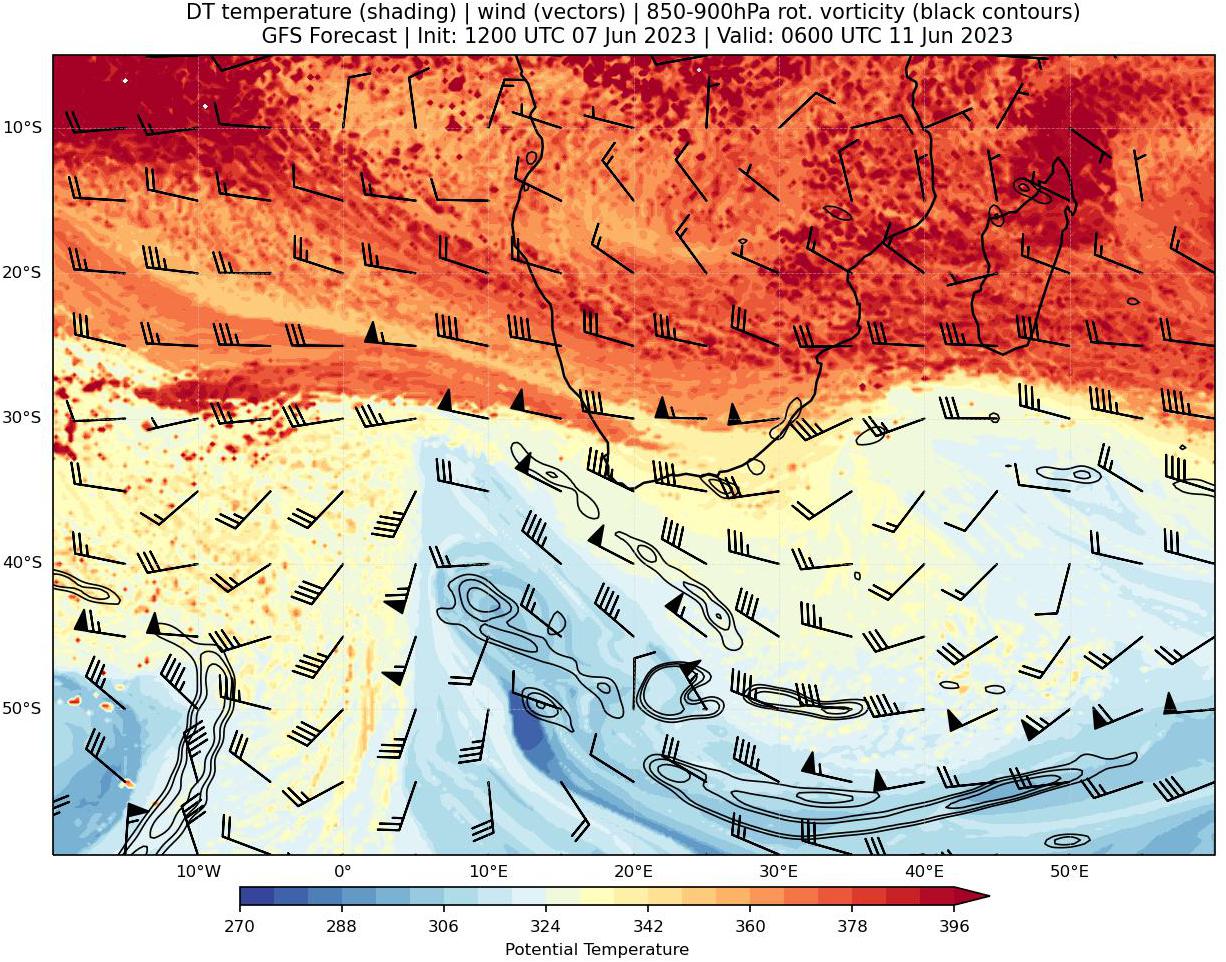 DT temperature (shading) | wind (vectors) | 850-900hPa rot. vorticity (black contours)
GFS Forecast | Init: 1200 UTC 07 Jun 2023 | Valid: 0600 UTC 11 Jun 2023
10°S
20°S
30°S
40°S
50°S
10°W 0° 10°E 20°E 30°E 40°E 50°E
270 288 306 324 342 360 378 396
Potential Temperature